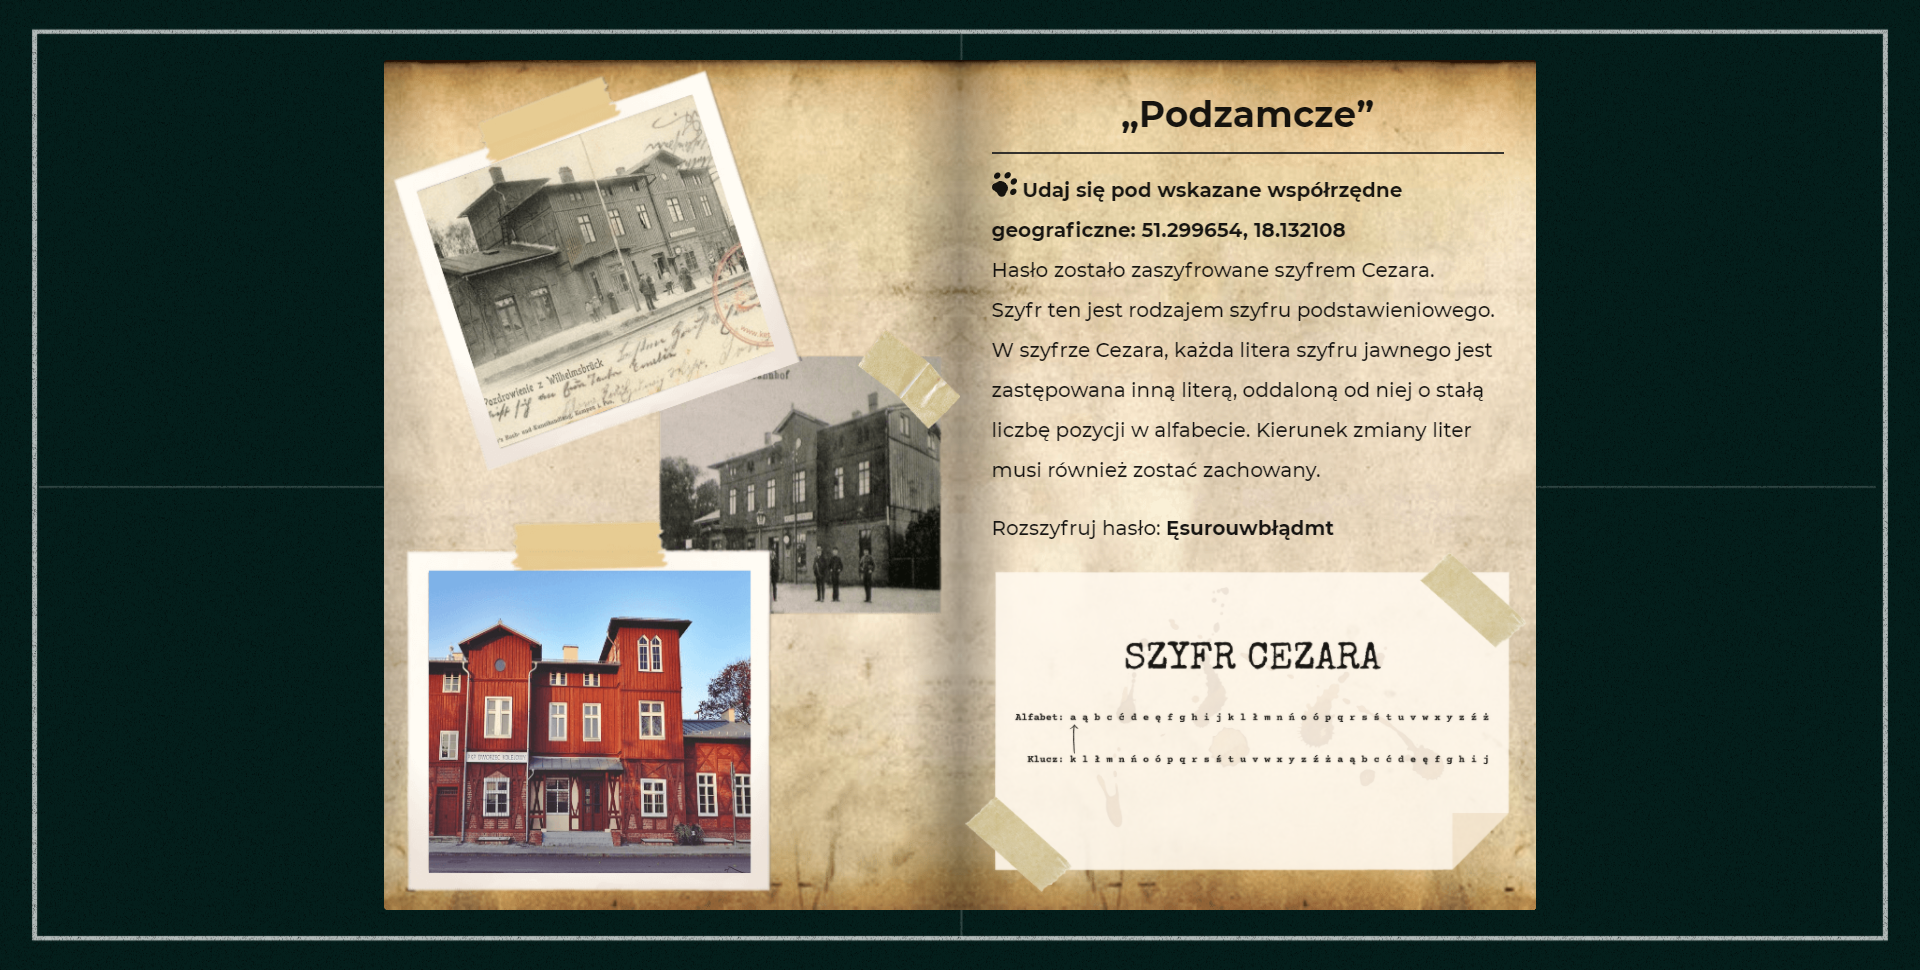 „Podzamcze”
Udaj się pod wskazane współrzędne
geograficzne: 51.299654, 18.132108
Hasło zostało zaszyfrowane szyfrem Cezara.
Szyfr ten jest rodzajem szyfru podstawieniowego.
W szyfrze Cezara, każda litera szyfru jawnego jest
zastępowana inną literą, oddaloną od niej o stałą
liczbę pozycji w alfabecie. Kierunek zmiany liter
musi również zostać zachowany.
Rozszyfruj hasło: Ęsurouwbłądmt
SZYFR CEZARA
Alfabet: a ą b c ć d e ę f g h i j k l ł m n ń o ó p q r s ś t u v w x y z ź ż
Klucz: k l ł m n ń o ó p q r s ś t u v w x y z ź ż a ą b c ć d e ę f g h i j
Pozdrowienie z Wilhelmsbrück